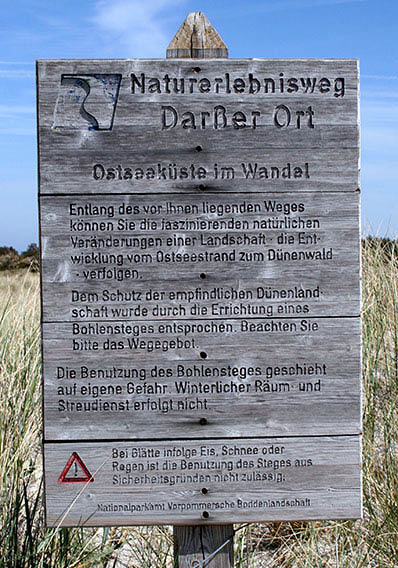 Naturerlebnisweg
Darßer Ort
Ostseeküste im Wandel
Entlang des vor Ihnen liegenden Weges
können Sie die faszinierenden natürlichen
Veränderungen einer Landschaft - die Ent-
wicklung vom Ostseestrand zum Dünenwald
- verfolgen.
Dem Schutz der empfindlichen Dünenland-
schaft wurde durch die Errichtung eines
Bohlensteges entsprochen. Beachten Sie
bitte das Wegegebot.
Die Benutzung des Bohlensteges geschieht
auf eigene Gefahr. Winterlicher Räum- und
Streudienst erfolgt nicht.
Bei Glätte infolge Eis, Schnee oder
Regen ist die Benutzung des Steges aus
Sicherheitsgründen nicht zulässig.
Nationalparkamt Vorpommersche Boddenlandschaft